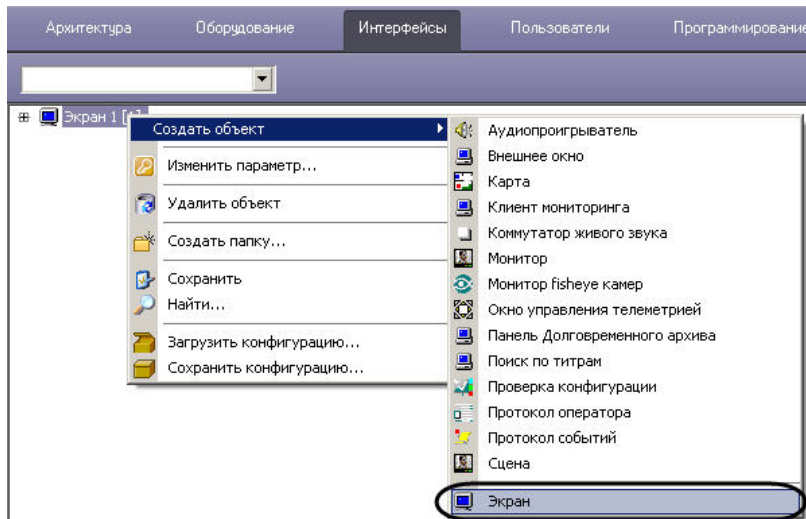 Архитектура Оборудование Интерфейсы Пользователи Программирование
Экран 1 [1]
Создать объект
Изменить параметр...
Удалить объект
Создать папку...
Сохранить
Найти...
Загрузить конфигурацию...
Сохранить конфигурацию...
Аудиопроигрыватель
Внешнее окно
Карта
Клиент мониторинга
Коммутатор живого звука
Монитор
Монитор fisheye камер
Окно управления телеметрией
Панель Долговременного архива
Поиск по титрам
Проверка конфигурации
Протокол оператора
Протокол событий
Сцена
Экран